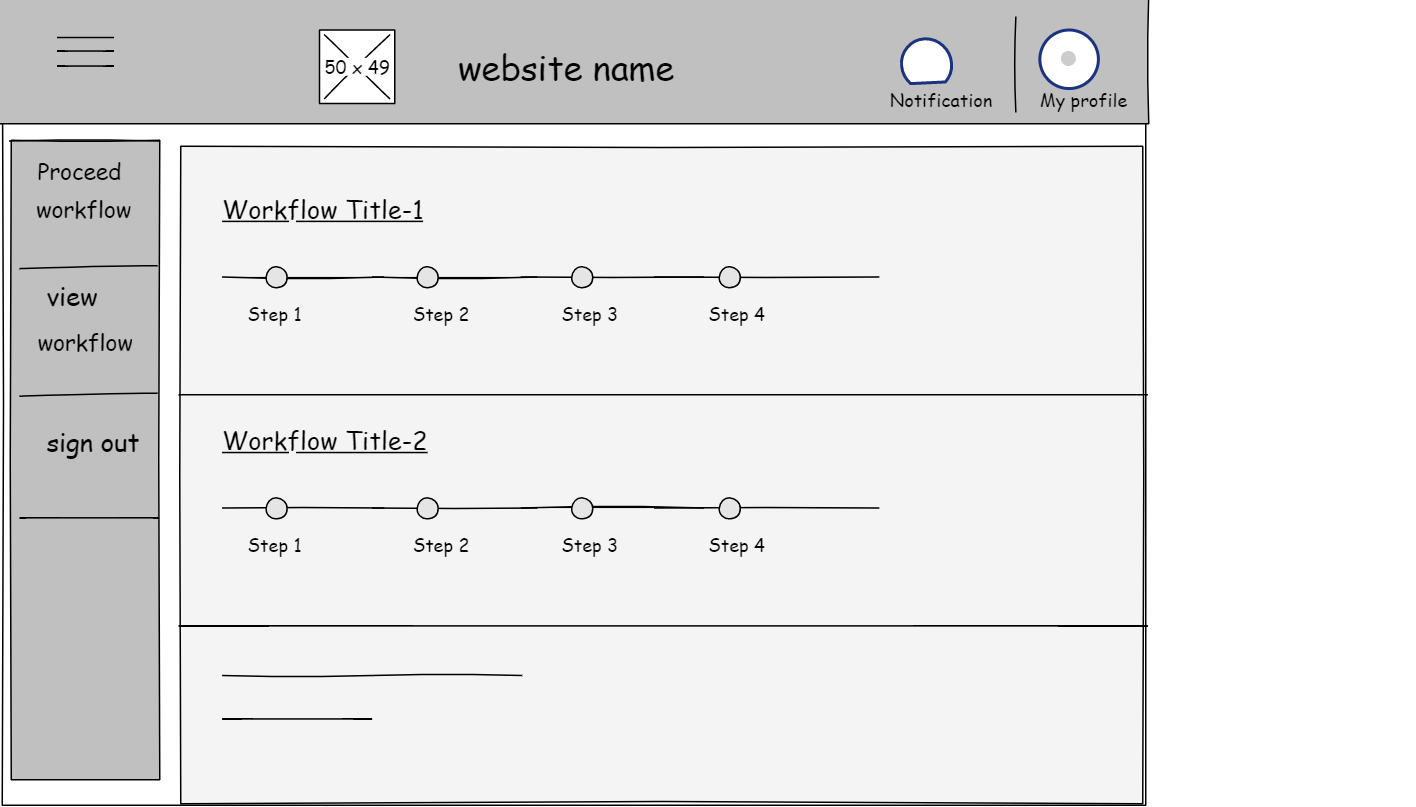 50 x 49
website name
Notification
My profile
Proceed
workflow
view
workflow
sign out
Workflow Title-1
Step 1
Step 2
Step 3
Step 4
Workflow Title-2
Step 1
Step 2
Step 3
Step 4